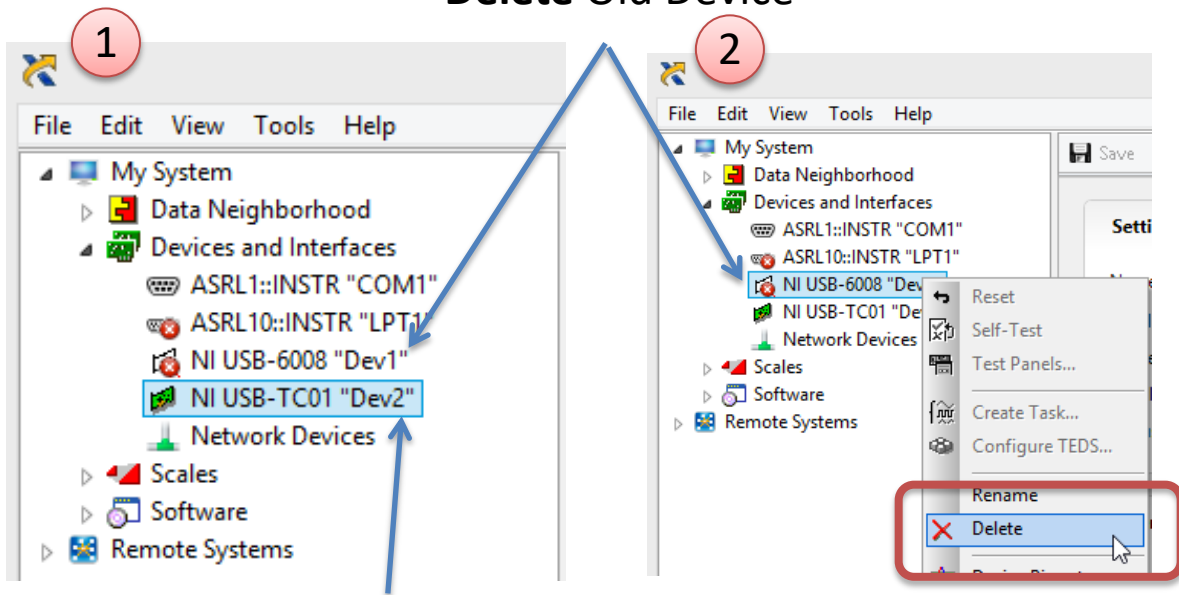 Delete Old Device
1
File Edit View Tools Help
My System
Data Neighborhood
Devices and Interfaces
ASRL1::INSTR "COM1"
ASRL10::INSTR "LPT1"
NI USB-6008 "Dev1"
NI USB-TC01 "Dev2"
Network Devices
Scales
Software
Remote Systems
2
File Edit View Tools Help
Save
My System
Data Neighborhood
Devices and Interfaces
Setti
ASRL1::INSTR "COM1"
ASRL10::INSTR "LPT1"
NI USB-6008 "Dev
NI USB-TC01 "De
Network Devices
Scales
Software
Remote Systems
Reset
Self-Test
Test Panels...
Create Task...
Configure TEDS...
Rename
Delete